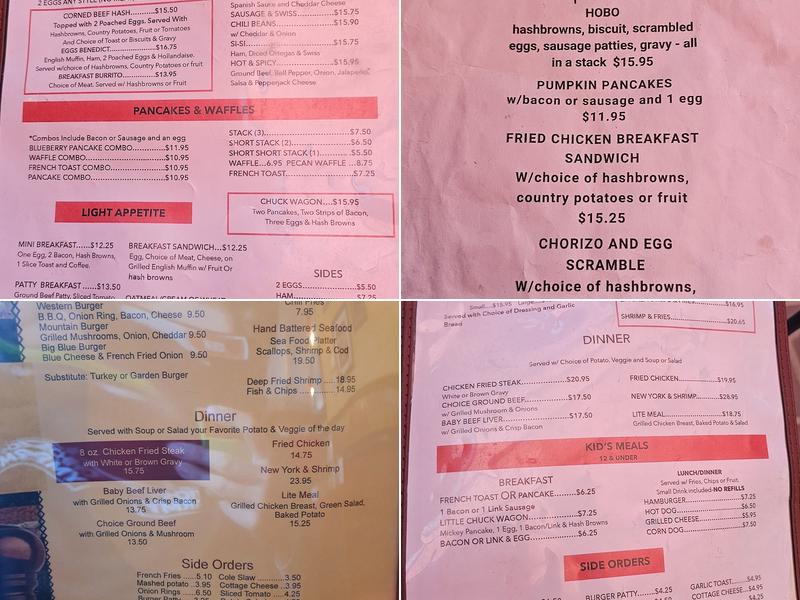 2 EGGS ANY STYLE
CORNED BEEF HASH......$15.50
Topped with 2 Poached Eggs. Served With
Hashbrowns, Country Potatoes, Fruit or Tomatoes
And Choice of Toast or Biscuits & Gravy
EGGS BENEDICT......$16.75
English Muffin, Ham, 2 Poached Eggs & Hollandaise.
Served w/choice of Hashbrowns, Country Potatoes or fruit
BREAKFAST BURRITO......$13.95
Choice of Meat. Served w/ Hashbrowns or Fruit
Spanish Sauce and Cheddar Cheese
SAUSAGE & SWISS......$15.75
CHILI BEANS......$15.90
w/ Cheddar & Onion
SI-SI......$15.75
Ham, Diced Ortegas & Swiss
HOT & SPICY......$15.95
Ground Beef, Bell Pepper, Onion, Jalapeño,
Salsa & Pepperjack Cheese
PANCAKES & WAFFLES
*Combos Include Bacon or Sausage and an egg
BLUEBERRY PANCAKE COMBO......$11.95
WAFFLE COMBO......$10.95
FRENCH TOAST COMBO......$10.95
PANCAKE COMBO......$10.95
STACK (3)......$7.50
SHORT STACK (2)......$6.50
SHORT SHORT STACK (1)......$5.50
WAFFLE...6.95 PECAN WAFFLE ...8.75
FRENCH TOAST......$7.25
LIGHT APPETITE
CHUCK WAGON....$15.95
Two Pancakes, Two Strips of Bacon,
Three Eggs & Hash Browns
MINI BREAKFAST......$12.25
One Egg, 2 Bacon, Hash Browns,
1 Slice Toast and Coffee.
BREAKFAST SANDWICH...$12.25
Egg, Choice of Meat, Cheese, on
Grilled English Muffin w/ Fruit Or
hash browns
PATTY BREAKFAST......$13.50
Ground Beef Patty, Sliced Tomato
SIDES
2 EGGS......$5.50
HAM......$7.25
HOBO
hashbrowns, biscuit, scrambled
eggs, sausage patties, gravy - all
in a stack $15.95
PUMPKIN PANCAKES
w/bacon or sausage and 1 egg
$11.95
FRIED CHICKEN BREAKFAST
SANDWICH
W/choice of hashbrowns,
country potatoes or fruit
$15.25
CHORIZO AND EGG
SCRAMBLE
W/choice of hashbrowns,
Western Burger
B.B.Q, Onion Ring, Bacon, Cheese 9.50
Mountain Burger
Grilled Mushrooms, Onion, Cheddar 9.50
Big Blue Burger
Blue Cheese & French Fried Onion 9.50
Substitute: Turkey or Garden Burger
Chili Fries
7.95
Hand Battered Seafood
Sea Food Platter
Scallops, Shrimp & Cod
19.50
Deep Fried Shrimp .....18.95
Fish & Chips ............ 14.95
Dinner
Served with Soup or Salad your Favorite Potato & Veggie of the day
8 oz. Chicken Fried Steak
with White or Brown Gravy
15.75
Baby Beef Liver
with Grilled Onions & Crisp Bacon
13.75
Choice Ground Beef
with Grilled Onions & Mushroom
13.50
Fried Chicken
14.75
New York & Shrimp
23.95
Lite Meal
Grilled Chicken Breast, Green Salad,
Baked Potato
15.25
Side Orders
French Fries .....5.10
Mashed potato .3.95
Onion Rings .....6.50
Cole Slaw ..........3.50
Cottage Cheese..3.95
Sliced Tomato ....4.25
Small...$15.95 Large
Served with Choice of Dressing and Garlic
Bread
$16.95
SHRIMP & FRIES......$20.65
DINNER
Served w/ Choice of Potato, Veggie and Soup or Salad
CHICKEN FRIED STEAK......$20.95
White or Brown Gravy
CHOICE GROUND BEEF......$17.50
w/ Grilled Mushroom & Onions
BABY BEEF LIVER......$17.50
w/ Grilled Onions & Crisp Bacon
FRIED CHICKEN......$19.95
NEW YORK & SHRIMP......$28.95
LITE MEAL......$18.75
Grilled Chicken Breast, Baked Potato & Salad
KID'S MEALS
12 & UNDER
BREAKFAST
FRENCH TOAST OR PANCAKE......$6.25
1 Bacon or 1 Link Sausage
LITTLE CHUCK WAGON......$7.25
Mickey Pancake, 1 Egg, 1 Bacon/Link & Hash Browns
BACON OR LINK & EGG......$6.25
LUNCH/DINNER
Served w/ Fries, Chips or Fruit.
Small Drink included-NO REFILLS
HAMBURGER......$7.25
HOT DOG......$6.50
GRILLED CHEESE......$5.95
CORN DOG......$7.50
SIDE ORDERS
BURGER PATTY......$4.25
GARLIC TOAST......$4.95
COTTAGE CHEESE...$4.95